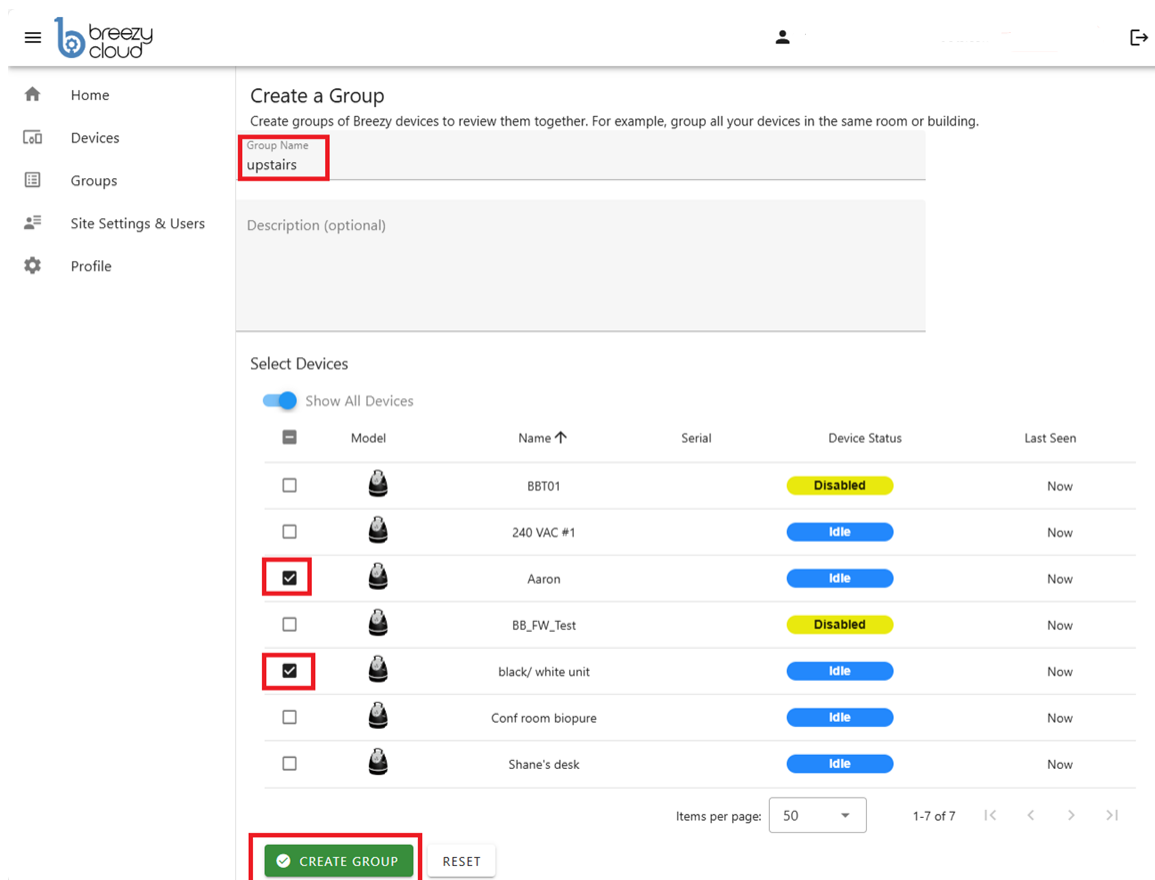 breezy
cloud
Home
Devices
Groups
Site Settings & Users
Profile
Create a Group
Create groups of Breezy devices to review them together. For example, group all your devices in the same room or building.
Group Name
upstairs
Description (optional)
Select Devices
Show All Devices
Model Name Serial Device Status Last Seen
BBT01 Disabled Now
240 VAC #1 Idle Now
Aaron Idle Now
BB_FW_Test Disabled Now
black/ white unit Idle Now
Conf room biopure Idle Now
Shane's desk Idle Now
Items per page: 50 1-7 of 7
CREATE GROUP RESET